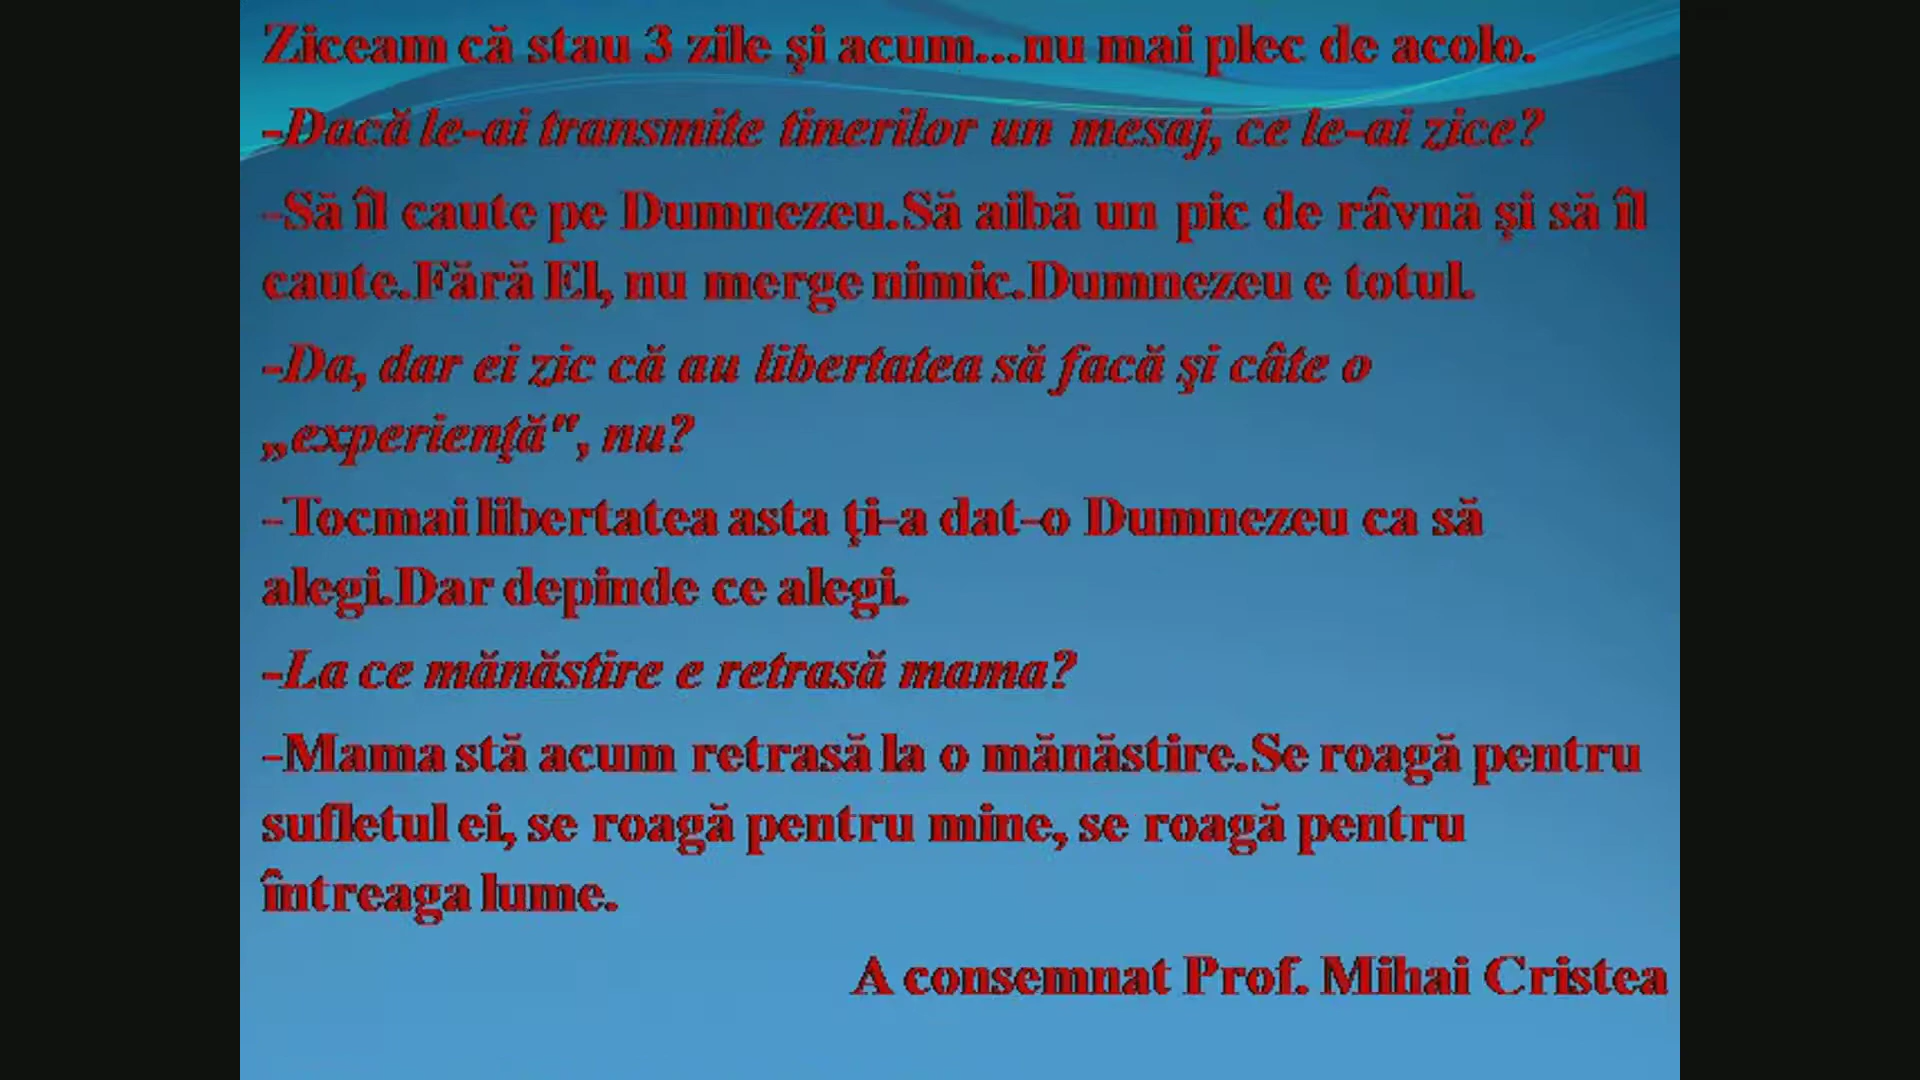 Ziceam că stau 3 zile şi acum...nu mai plec de acolo.
-Dacă le-ai transmite tinerilor un mesaj, ce le-ai zice?
-Să îl caute pe Dumnezeu.Să aibă un pic de râvnă şi să îl
caute.Fără El, nu merge nimic.Dumnezeu e totul.
-Da, dar ei zic că au libertatea să facă şi câte o
„experienţă", nu?
-Tocmai libertatea asta ţi-a dat-o Dumnezeu ca să
alegi.Dar depinde ce alegi.
-La ce mănăstire e retrasă mama?
-Mama stă acum retrasă la o mănăstire.Se roagă pentru
sufletul ei, se roagă pentru mine, se roagă pentru
întreaga lume.
A consemnat Prof. Mihai Cristea